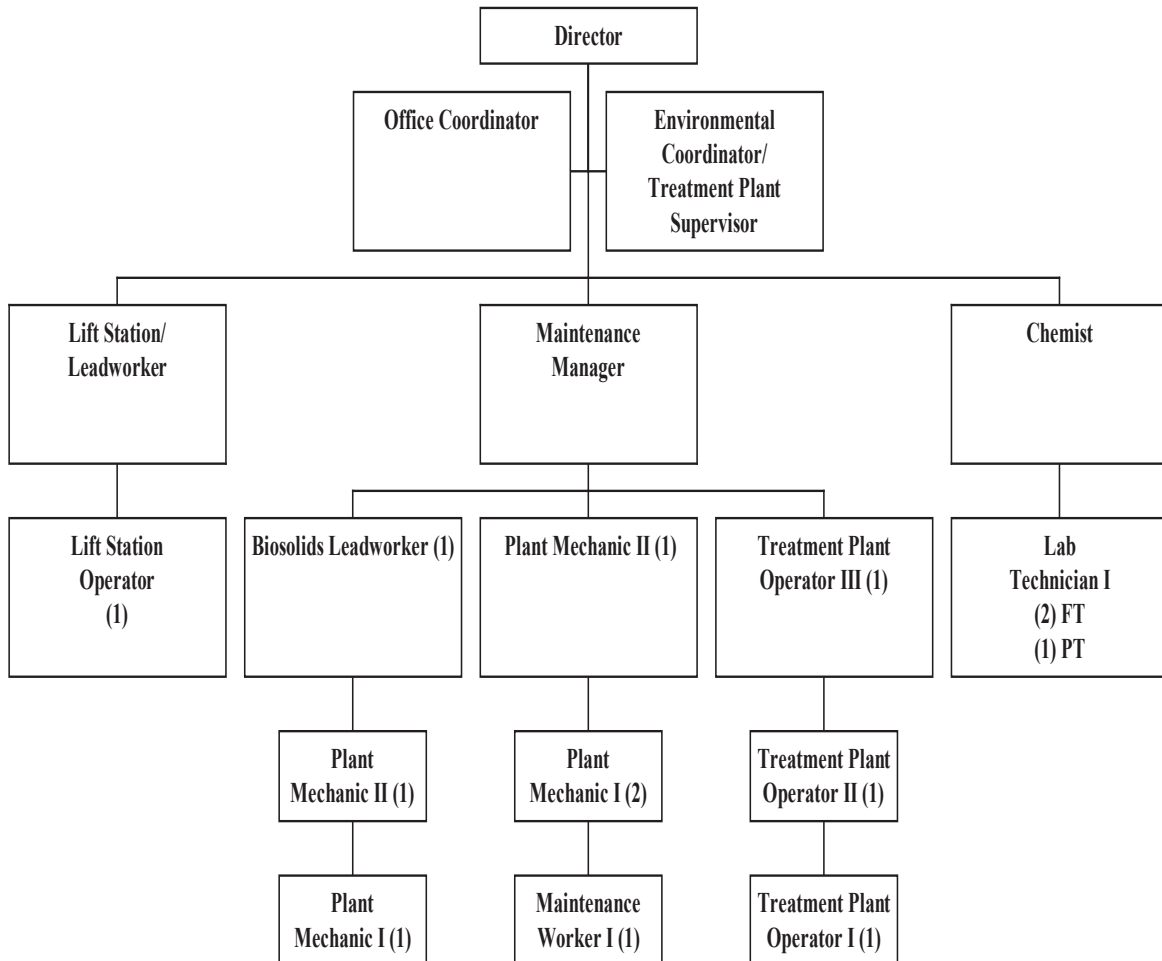 Director
Office Coordinator
Environmental
Coordinator/
Treatment Plant
Supervisor
Lift Station/
Leadworker
Maintenance
Manager
Chemist
Lift Station
Operator
(1)
Biosolids Leadworker (1)
Plant Mechanic II (1)
Treatment Plant
Operator III (1)
Lab
Technician I
(2) FT
(1) PT
Plant
Mechanic II (1)
Plant
Mechanic I (2)
Treatment Plant
Operator II (1)
Plant
Mechanic I (1)
Maintenance
Worker I (1)
Treatment Plant
Operator I (1)